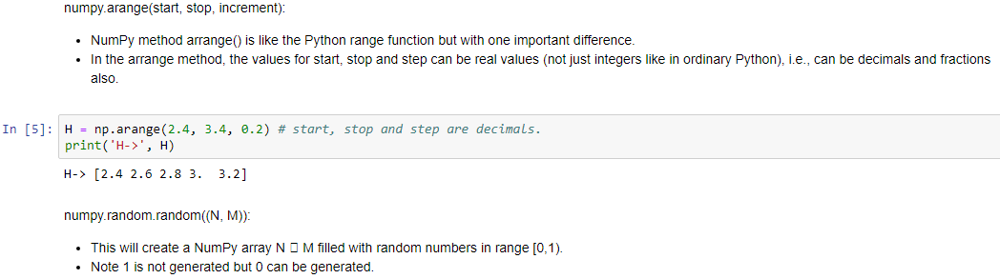 numpy.arange(start, stop, increment):
• NumPy method arrange() is like the Python range function but with one important difference.
• In the arrange method, the values for start, stop and step can be real values (not just integers like in ordinary Python), i.e., can be decimals and fractions
also.
In [5]: H = np.arange(2.4, 3.4, 0.2) # start, stop and step are decimals.
print('H->', H)
H-> [2.4 2.6 2.8 3.  3.2]
numpy.random.random((N, M)):
• This will create a NumPy array N  M filled with random numbers in range [0,1).
• Note 1 is not generated but 0 can be generated.